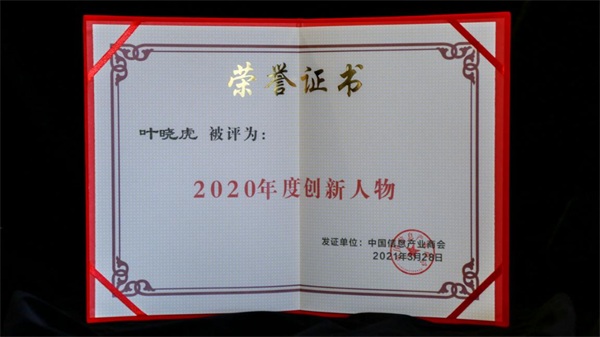 荣誉证书
叶晓虎 被评为：
2020年度创新人物
发证单位：中国信息产业商会
2021年3月28日